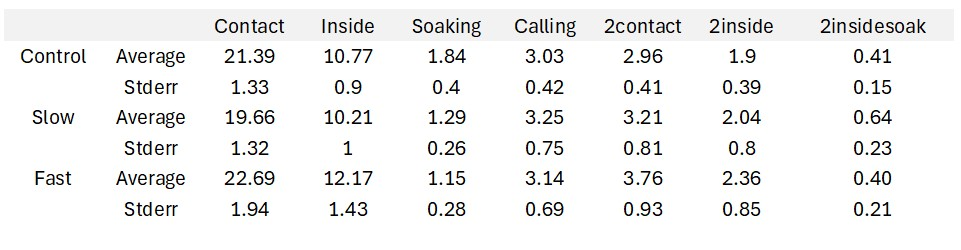 Contact Inside Soaking Calling 2contact 2inside 2insidesoak
Control Average 21.39 10.77 1.84 3.03 2.96 1.9 0.41
Stderr 1.33 0.9 0.4 0.42 0.41 0.39 0.15
Slow Average 19.66 10.21 1.29 3.25 3.21 2.04 0.64
Stderr 1.32 1 0.26 0.75 0.81 0.8 0.23
Fast Average 22.69 12.17 1.15 3.14 3.76 2.36 0.40
Stderr 1.94 1.43 0.28 0.69 0.93 0.85 0.21